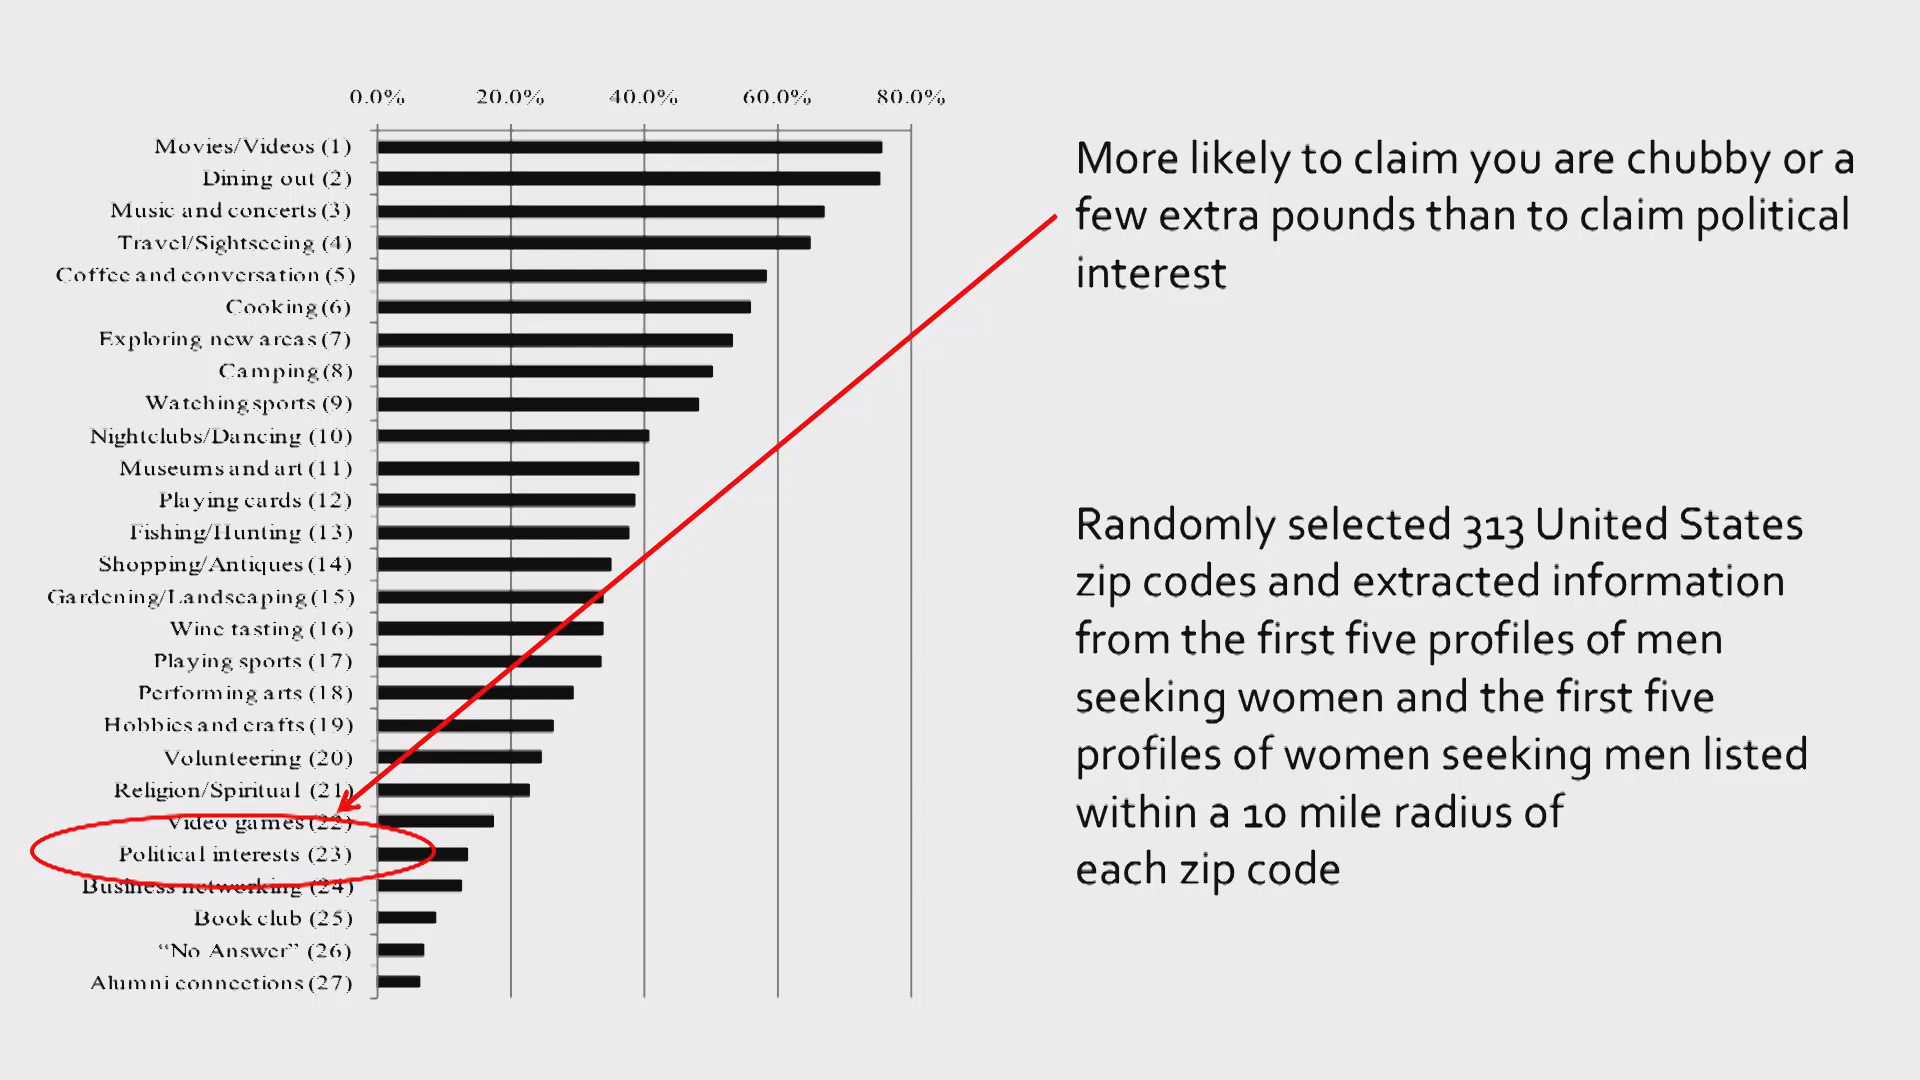 0.0% 20.0% 40.0% 60.0% 80.0%
Movies/Videos (1)
Dining out (2)
Music and concerts (3)
Travel/Sightseeing (4)
Coffee and conversation (5)
Cooking (6)
Exploring new areas (7)
Camping (8)
Watching sports (9)
Nightclubs/Dancing (10)
Museums and art (11)
Playing cards (12)
Fishing/Hunting (13)
Shopping/Antiques (14)
Gardening/Landscaping (15)
Wine tasting (16)
Playing sports (17)
Performing arts (18)
Hobbies and crafts (19)
Volunteering (20)
Religion/Spiritual (21)
Video games (22)
Political interests (23)
Business networking (24)
Book club (25)
“No Answer” (26)
Alumni connections (27)
More likely to claim you are chubby or a
few extra pounds than to claim political
interest
Randomly selected 313 United States
zip codes and extracted information
from the first five profiles of men
seeking women and the first five
profiles of women seeking men listed
within a 10 mile radius of
each zip code